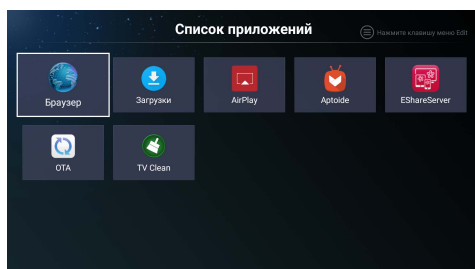 Список приложений
Нажмите клавишу меню Edit
Браузер
Загрузки
AirPlay
Aptoide
EShareServer
OTA
TV Clean